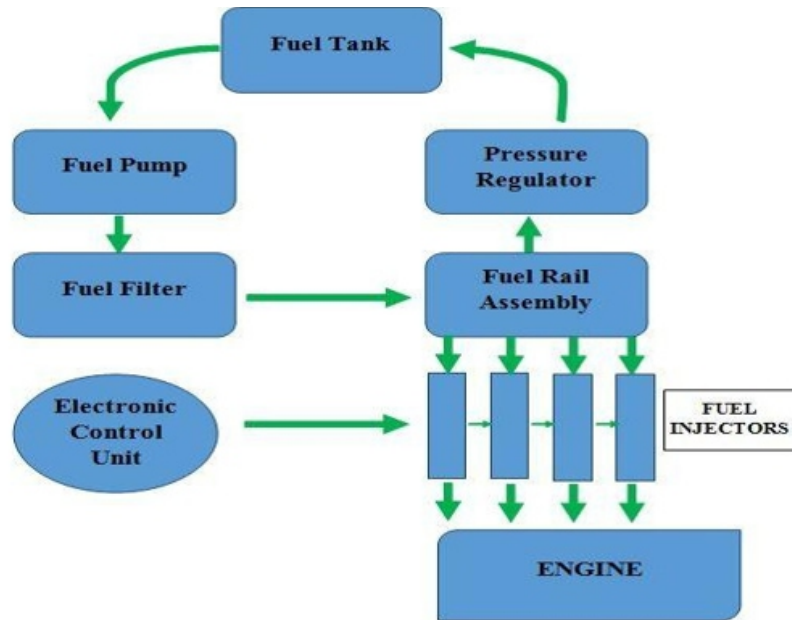 Fuel Tank
Fuel Pump
Pressure
Regulator
Fuel Filter
Fuel Rail
Assembly
Electronic
Control
Unit
FUEL
INJECTORS
ENGINE